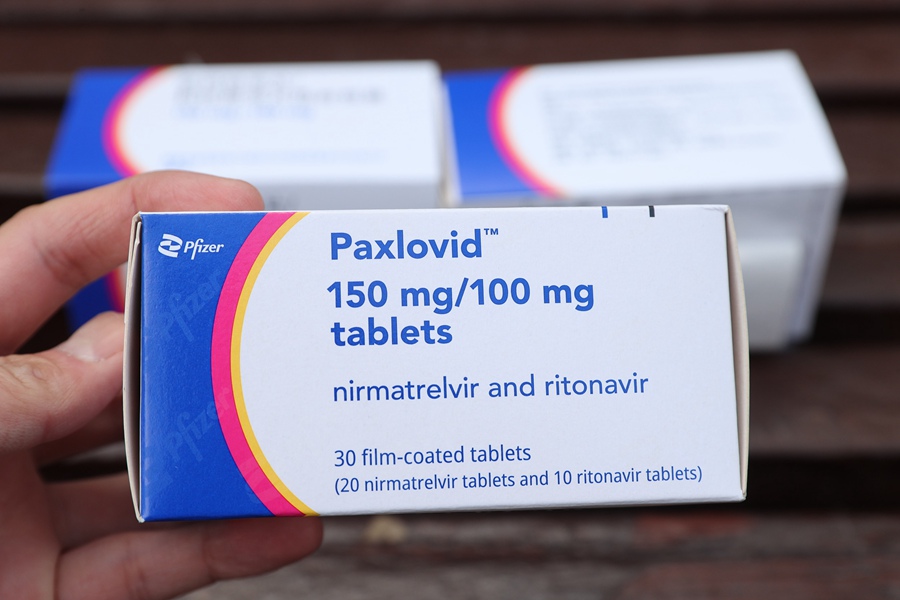 Pfizer
Paxlovid™
150 mg/100 mg
tablets
nirmatrelvir and ritonavir
30 film-coated tablets
(20 nirmatrelvir tablets and 10 ritonavir tablets)